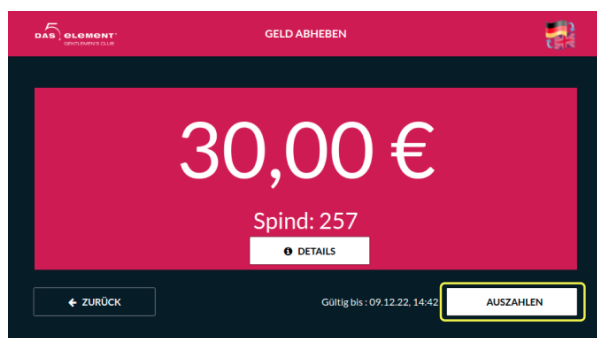 DAS 5. ELEMENT
GENTLEMEN'S CLUB
GELD ABHEBEN
30,00 €
Spind: 257
DETAILS
ZURÜCK
Gültig bis : 09.12.22, 14:42
AUSZAHLEN